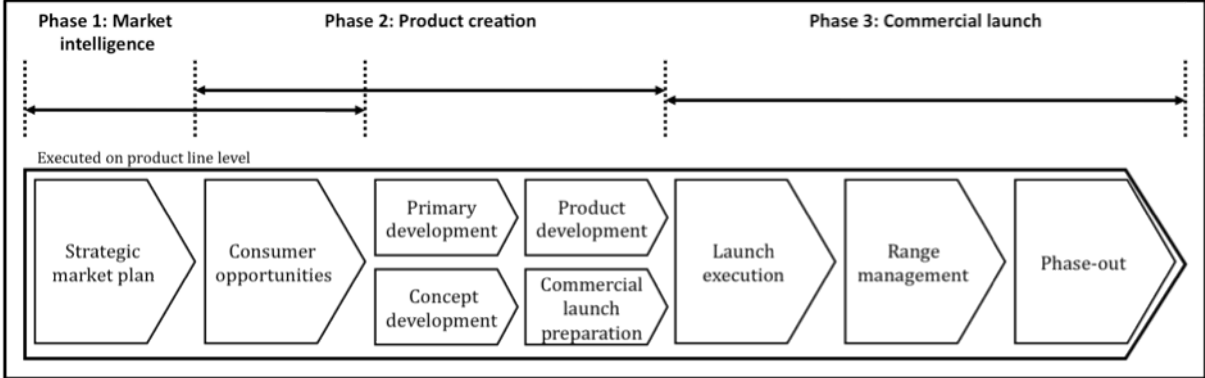 Phase 1: Market
intelligence
Phase 2: Product creation
Phase 3: Commercial launch
Executed on product line level
Strategic
market plan
Consumer
opportunities
Primary
development
Product
development
Concept
development
Commercial
launch
preparation
Launch
execution
Range
management
Phase-out